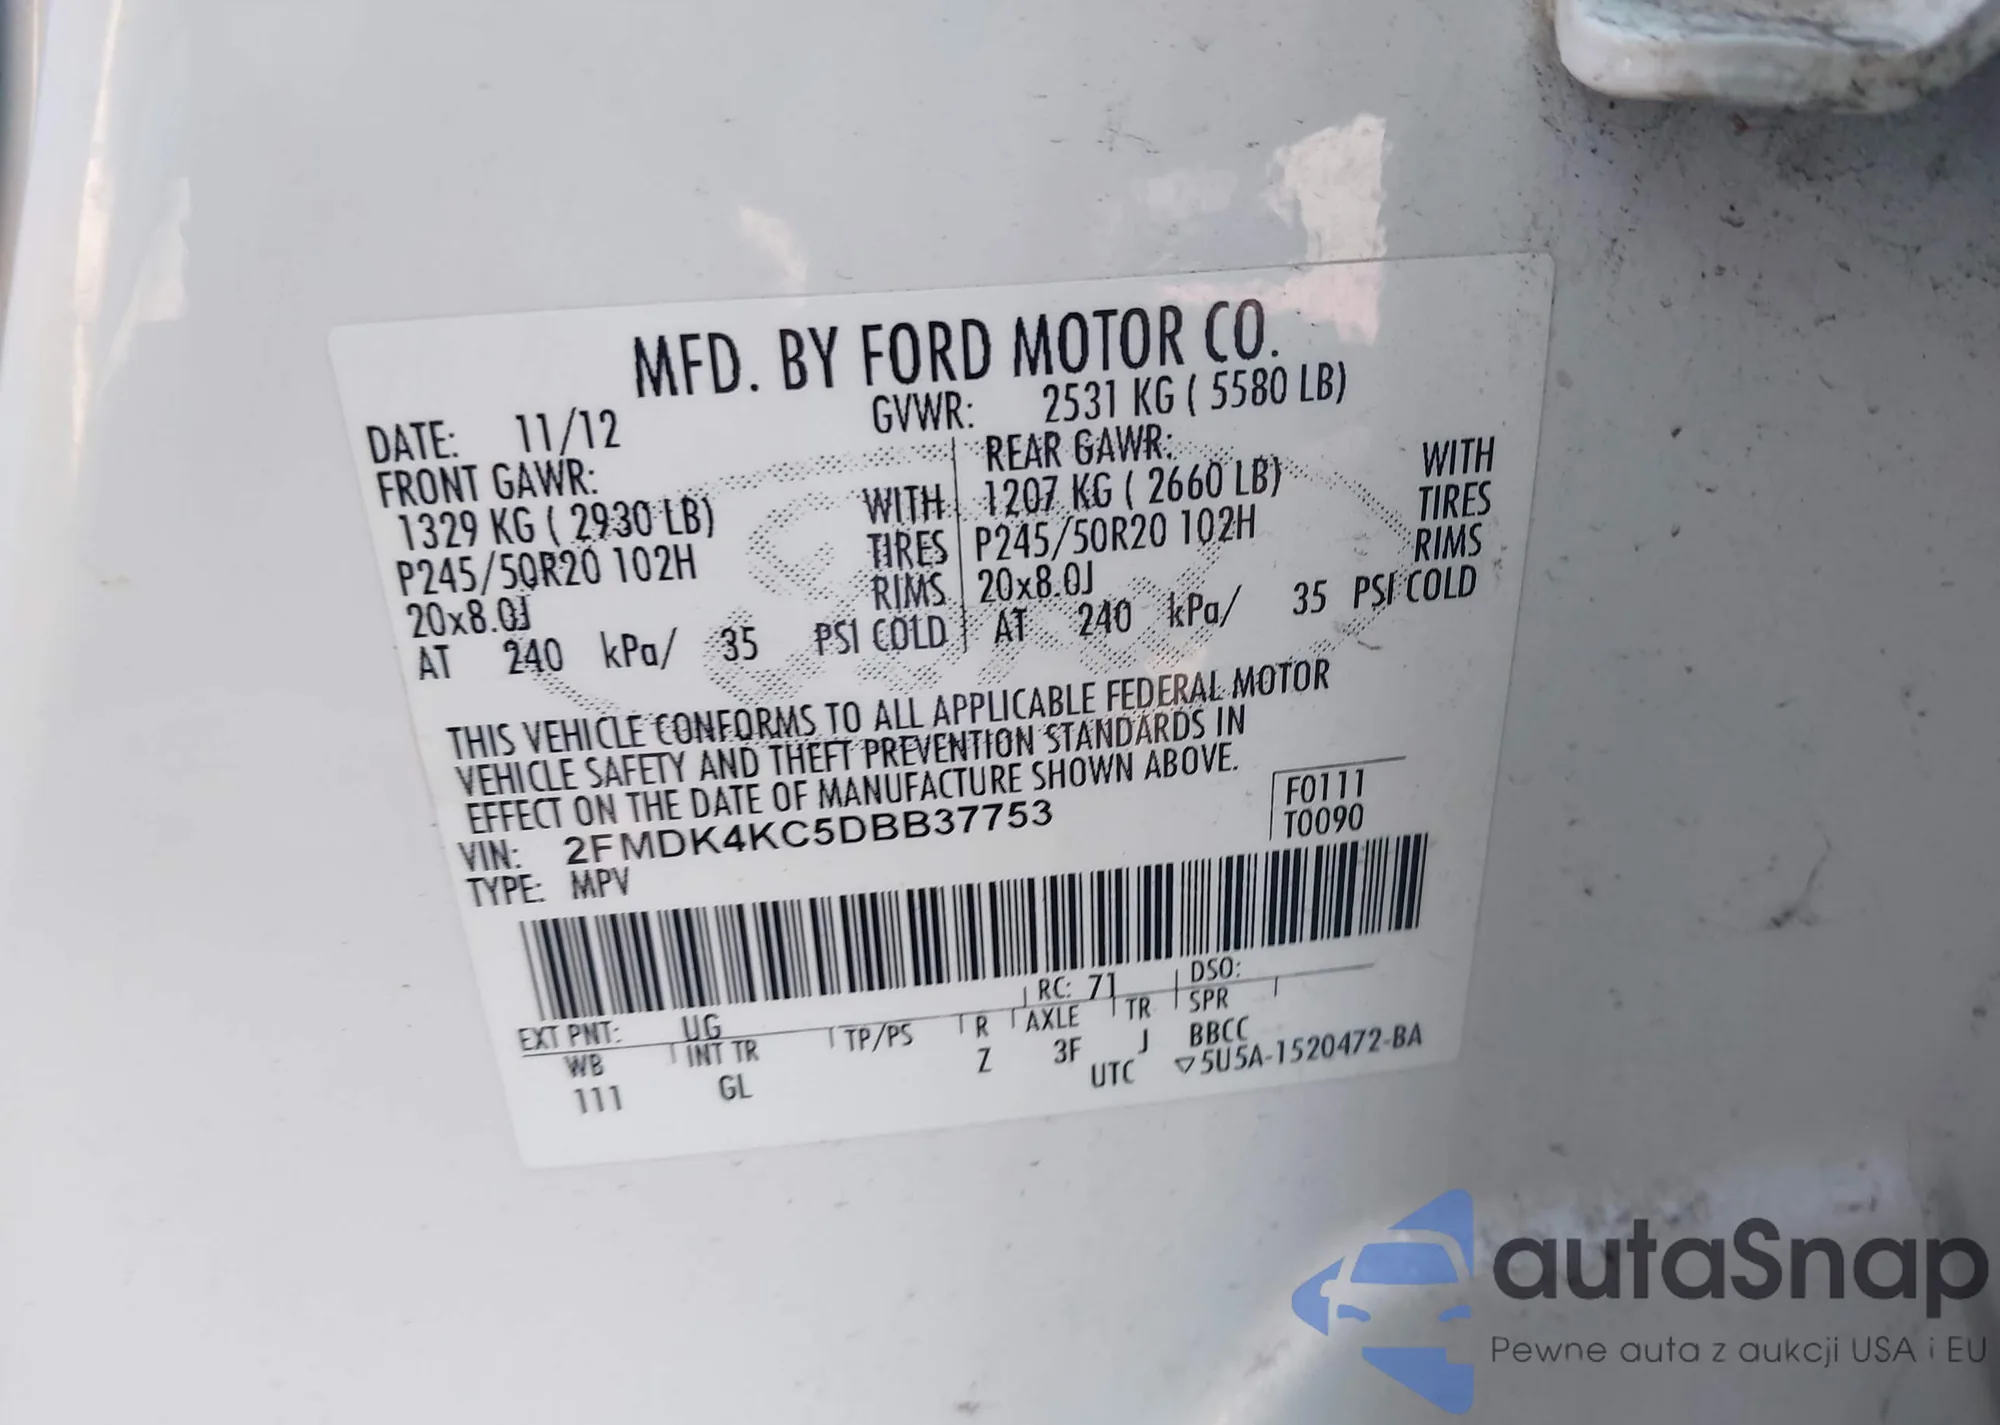 MFD. BY FORD MOTOR CO.
DATE: 11/12 GVWR: 2531 KG ( 5580 LB)
FRONT GAWR: REAR GAWR:
1329 KG ( 2930 LB) WITH 1207 KG ( 2660 LB) WITH
P245/50R20 102H TIRES P245/50R20 102H TIRES
20x8.0J RIMS 20x8.0J RIMS
AT 240 kPa/ 35 PSI COLD AT 240 kPa/ 35 PSI COLD
THIS VEHICLE CONFORMS TO ALL APPLICABLE FEDERAL MOTOR
VEHICLE SAFETY AND THEFT PREVENTION STANDARDS IN
EFFECT ON THE DATE OF MANUFACTURE SHOWN ABOVE.
VIN: 2FMDK4KC5DBB37753 F0111
TYPE: MPV T0090
EXT PNT: UG RC: 71 DSO:
WB INT TR TP/PS R AXLE TR SPR
111 GL Z 3F J BBCC
UTC ▽5U5A-1520472-BA
autaSnap
Pewne auta z aukcji USA i EU